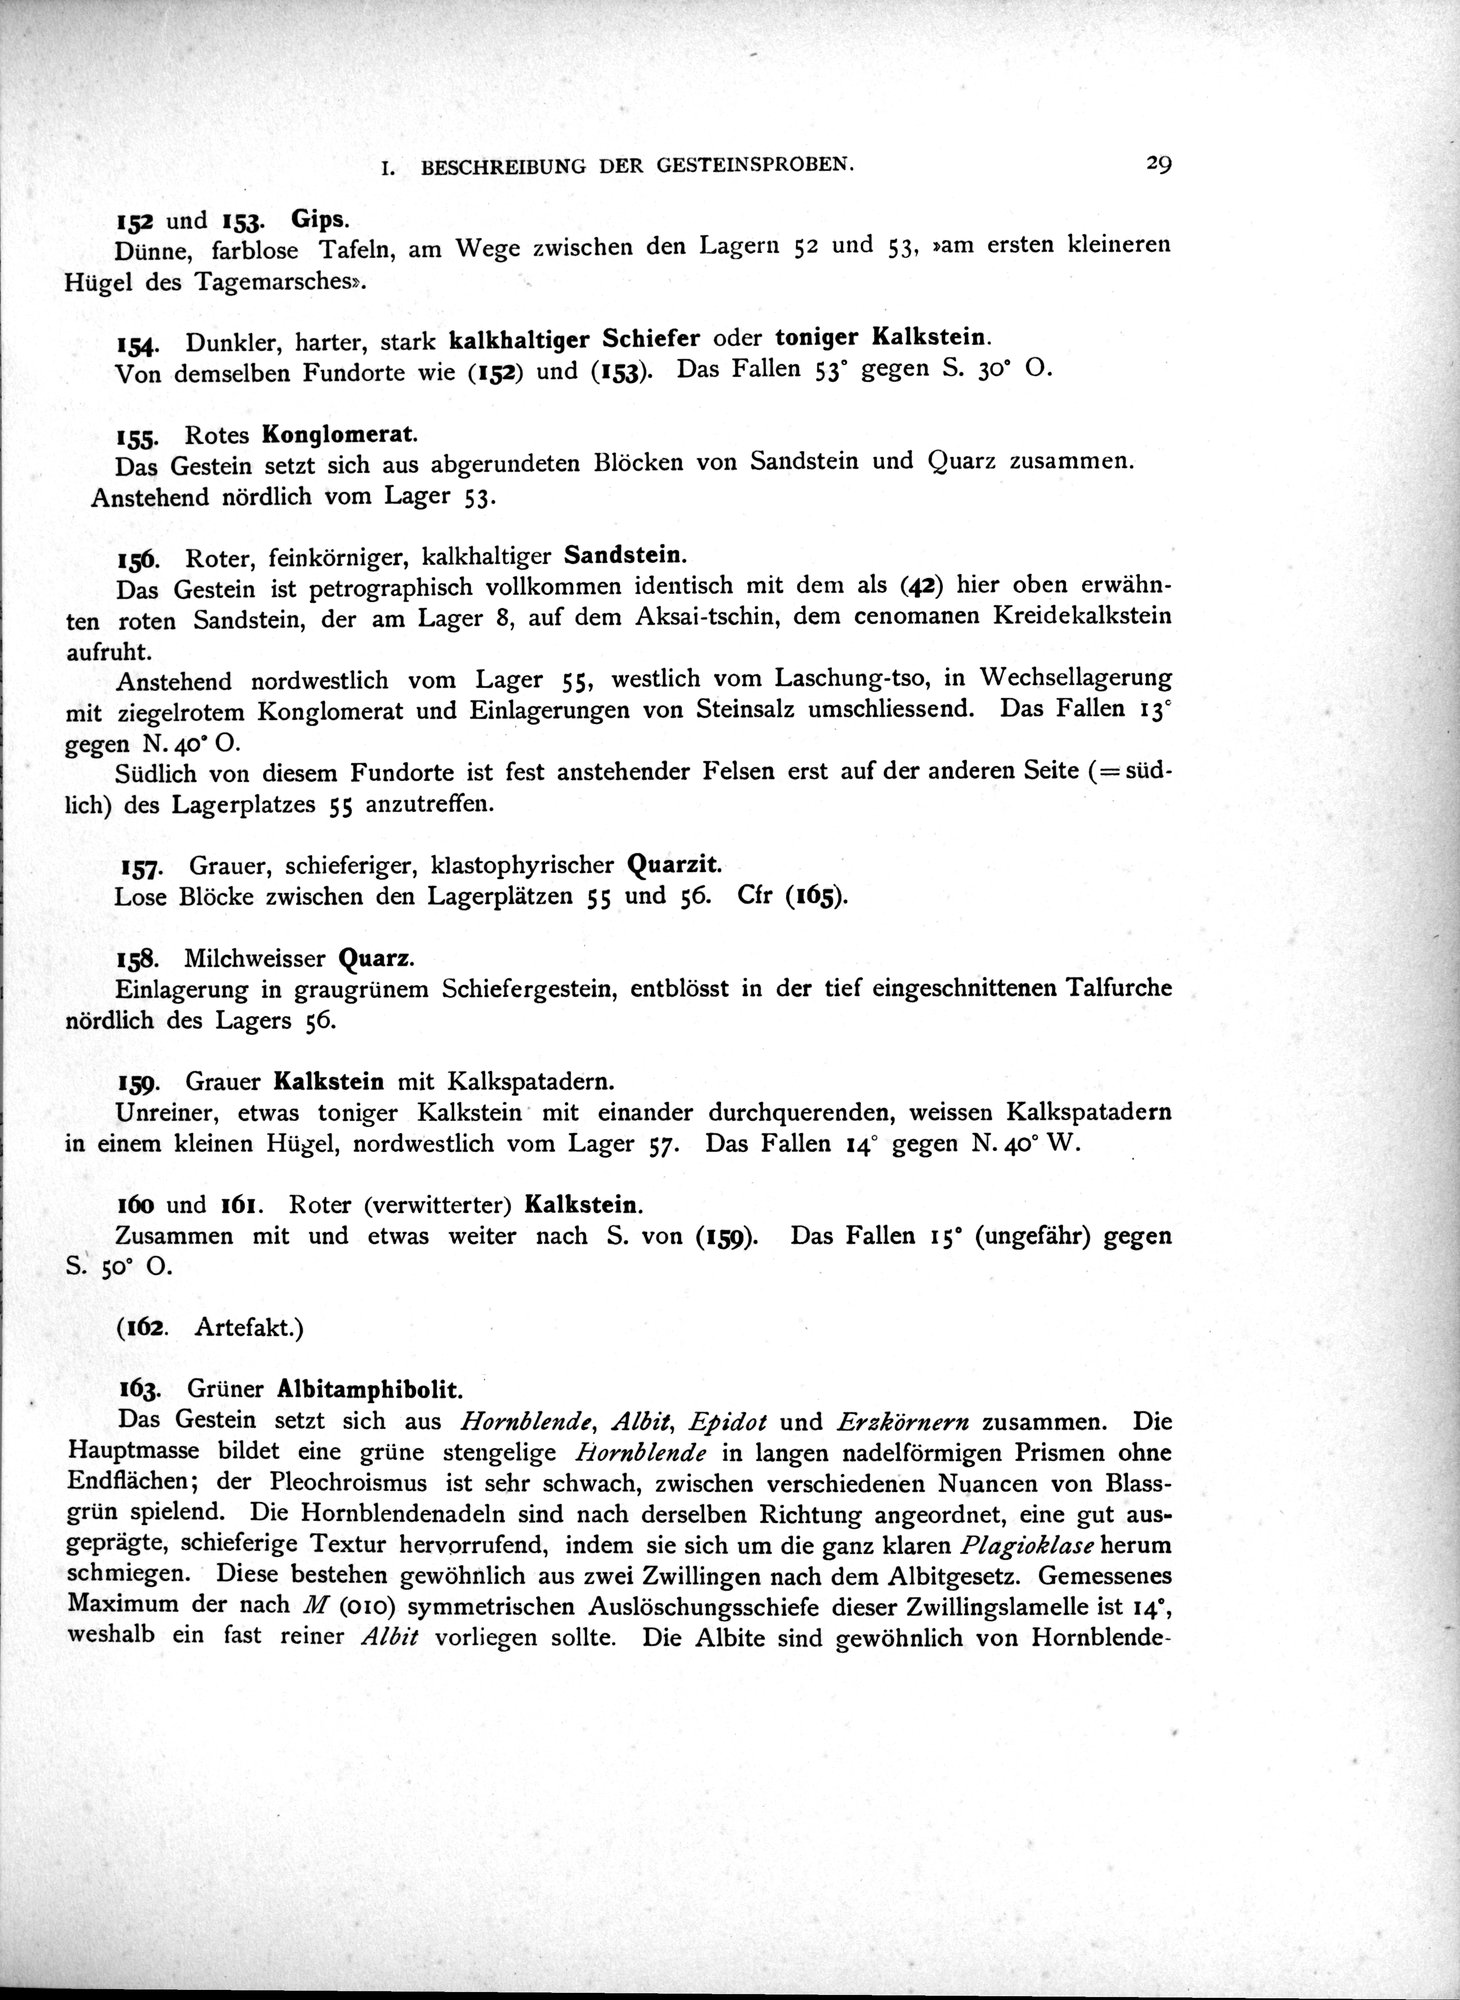 I. BESCHREIBUNG DER GESTEINSPROBEN. 29
152 und 153. Gips.
Dünne, farblose Tafeln, am Wege zwischen den Lagern 52 und 53, »am ersten kleineren
Hügel des Tagemarsches».
154. Dunkler, harter, stark kalkhaltiger Schiefer oder toniger Kalkstein.
Von demselben Fundorte wie (152) und (153). Das Fallen 53° gegen S. 30° O.
155. Rotes Konglomerat.
Das Gestein setzt sich aus abgerundeten Blöcken von Sandstein und Quarz zusammen.
Anstehend nördlich vom Lager 53.
156. Roter, feinkörniger, kalkhaltiger Sandstein.
Das Gestein ist petrographisch vollkommen identisch mit dem als (42) hier oben erwähn-
ten roten Sandstein, der am Lager 8, auf dem Aksai-tschin, dem cenomanen Kreidekalkstein
aufruht.
Anstehend nordwestlich vom Lager 55, westlich vom Laschung-tso, in Wechsellagerung
mit ziegelrotem Konglomerat und Einlagerungen von Steinsalz umschliessend. Das Fallen 13°
gegen N. 40° O.
Südlich von diesem Fundorte ist fest anstehender Felsen erst auf der anderen Seite (= süd-
lich) des Lagerplatzes 55 anzutreffen.
157. Grauer, schieferiger, klastophyrischer Quarzit.
Lose Blöcke zwischen den Lagerplätzen 55 und 56. Cfr (165).
158. Milchweisser Quarz.
Einlagerung in graugrünem Schiefergestein, entblösst in der tief eingeschnittenen Talfurche
nördlich des Lagers 56.
159. Grauer Kalkstein mit Kalkspatadern.
Unreiner, etwas toniger Kalkstein mit einander durchquerenden, weissen Kalkspatadern
in einem kleinen Hügel, nordwestlich vom Lager 57. Das Fallen 14° gegen N. 40° W.
160 und 161. Roter (verwitterter) Kalkstein.
Zusammen mit und etwas weiter nach S. von (159). Das Fallen 15° (ungefähr) gegen
S. 50° O.
(162. Artefakt.)
163. Grüner Albitamphibolit.
Das Gestein setzt sich aus Hornblende, Albit, Epidot und Erzkörnern zusammen. Die
Hauptmasse bildet eine grüne stengelige Hornblende in langen nadelförmigen Prismen ohne
Endflächen; der Pleochroismus ist sehr schwach, zwischen verschiedenen Nuancen von Blass-
grün spielend. Die Hornblendenadeln sind nach derselben Richtung angeordnet, eine gut aus-
geprägte, schieferige Textur hervorrufend, indem sie sich um die ganz klaren Plagioklase herum
schmiegen. Diese bestehen gewöhnlich aus zwei Zwillingen nach dem Albitgesetz. Gemessenes
Maximum der nach M (010) symmetrischen Auslöschungsschiefe dieser Zwillingslamelle ist 14°,
weshalb ein fast reiner Albit vorliegen sollte. Die Albite sind gewöhnlich von Hornblende-